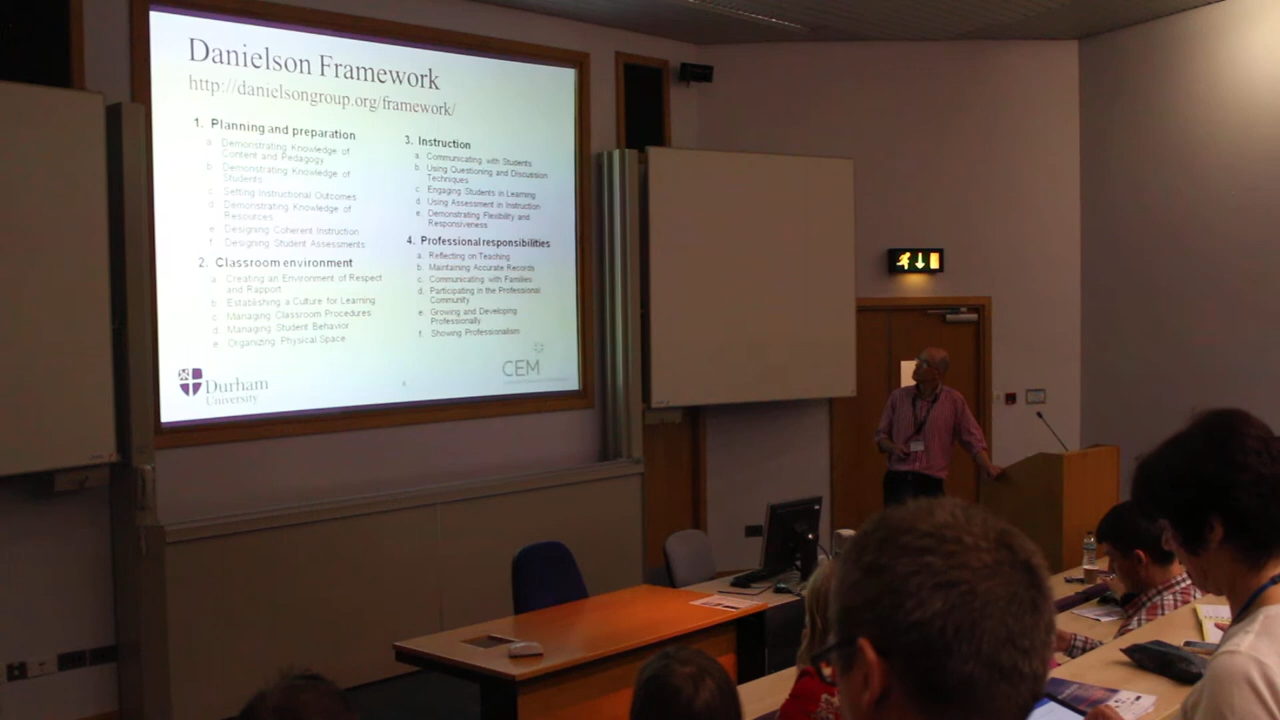 Danielson Framework
http://danielsongroup.org/framework/
1. Planning and preparation
a. Demonstrating Knowledge of
Content and Pedagogy
b. Demonstrating Knowledge of
Students
c. Setting Instructional Outcomes
d. Demonstrating Knowledge of
Resources
e. Designing Coherent Instruction
f. Designing Student Assessments
2. Classroom environment
a. Creating an Environment of Respect
and Rapport
b. Establishing a Culture for Learning
c. Managing Classroom Procedures
d. Managing Student Behavior
e. Organizing Physical Space
3. Instruction
a. Communicating with Students
b. Using Questioning and Discussion
Techniques
c. Engaging Students in Learning
d. Using Assessment in Instruction
e. Demonstrating Flexibility and
Responsiveness
4. Professional responsibilities
a. Reflecting on Teaching
b. Maintaining Accurate Records
c. Communicating with Families
d. Participating in the Professional
Community
e. Growing and Developing
Professionally
f. Showing Professionalism
Durham
University
CEM